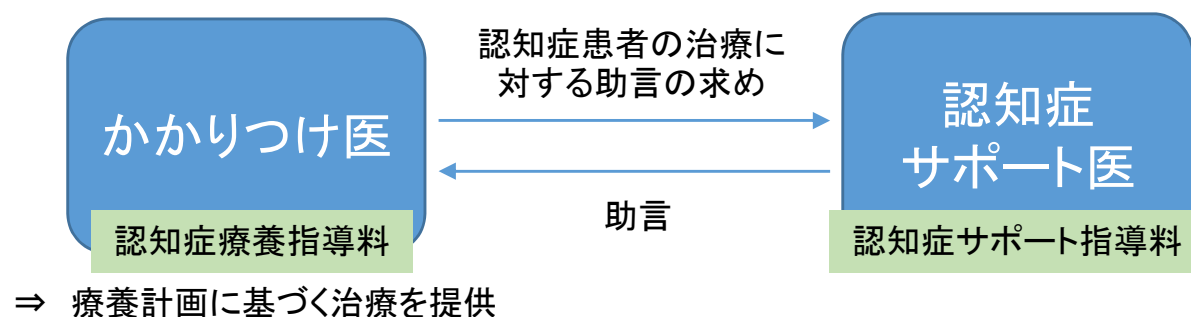 認知症患者の治療に
対する助言の求め
かかりつけ医
認知症
サポート医
助言
認知症療養指導料
認知症サポート指導料
⇒ 療養計画に基づく治療を提供